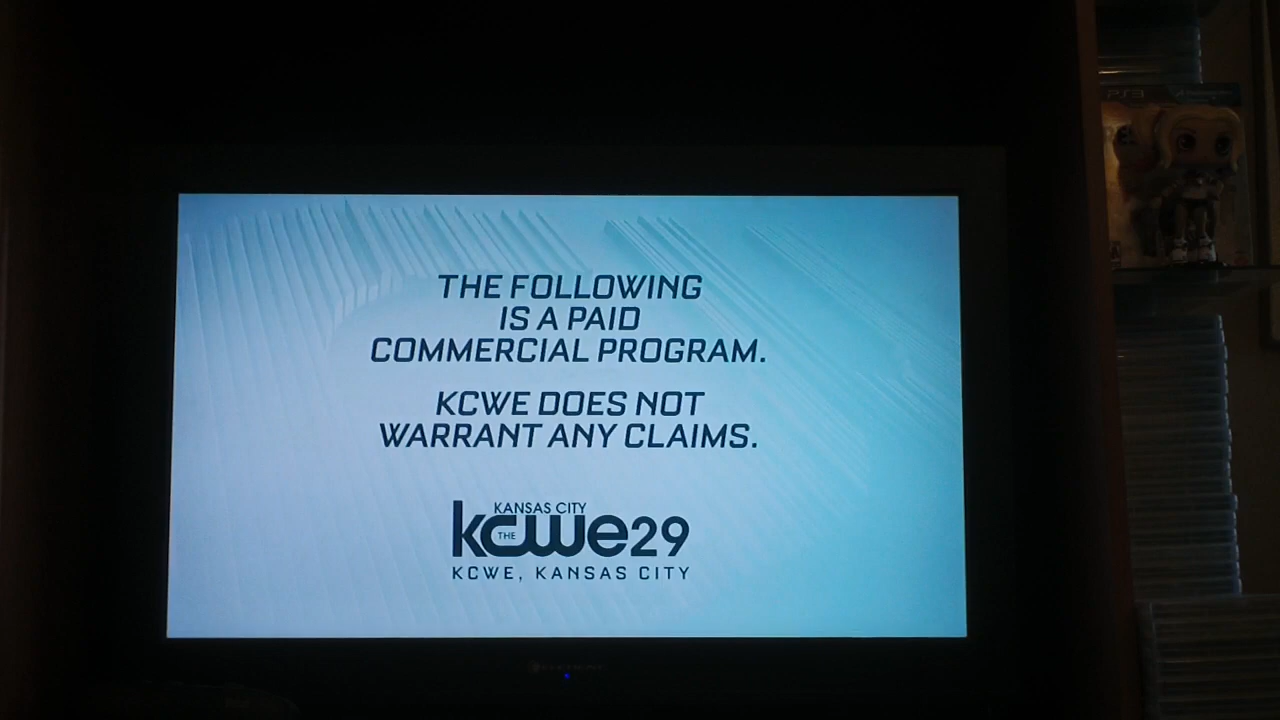 PS3
THE FOLLOWING
IS A PAID
COMMERCIAL PROGRAM.
KCWE DOES NOT
WARRANT ANY CLAIMS.
KANSAS CITY
THE
kcwe29
KCWE, KANSAS CITY